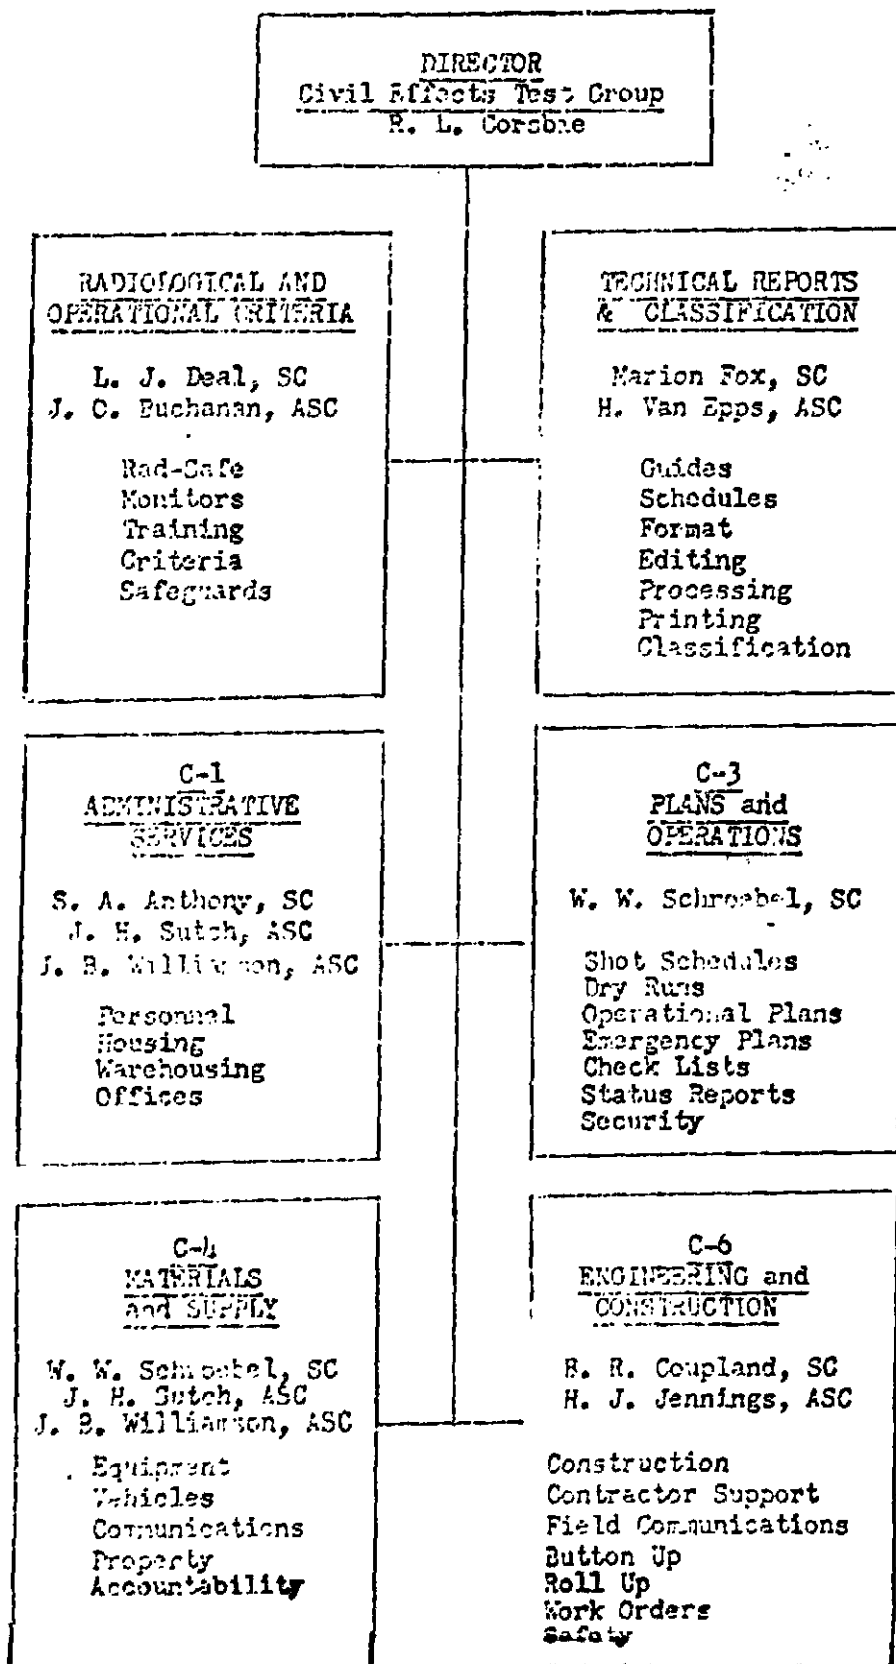 DIRECTOR
Civil Effects Test Group
R. L. Corsbie
RADIOLOGICAL AND
OPERATIONAL CRITERIA
L. J. Deal, SC
J. C. Buchanan, ASC
Rad-Safe
Monitors
Training
Criteria
Safeguards
TECHNICAL REPORTS
& CLASSIFICATION
Marion Fox, SC
H. Van Epps, ASC
Guides
Schedules
Format
Editing
Processing
Printing
Classification
C-1
ADMINISTRATIVE
SERVICES
S. A. Anthony, SC
J. H. Sutch, ASC
J. B. Williamson, ASC
Personnel
Housing
Warehousing
Offices
C-3
PLANS and
OPERATIONS
W. W. Schroebel, SC
Shot Schedules
Dry Runs
Operational Plans
Emergency Plans
Check Lists
Status Reports
Security
C-4
MATERIALS
and SUPPLY
W. W. Schroebel, SC
J. H. Sutch, ASC
J. B. Williamson, ASC
Equipment
Vehicles
Communications
Property
Accountability
C-6
ENGINEERING and
CONSTRUCTION
B. R. Coupland, SC
H. J. Jennings, ASC
Construction
Contractor Support
Field Communications
Button Up
Roll Up
Work Orders
Safety